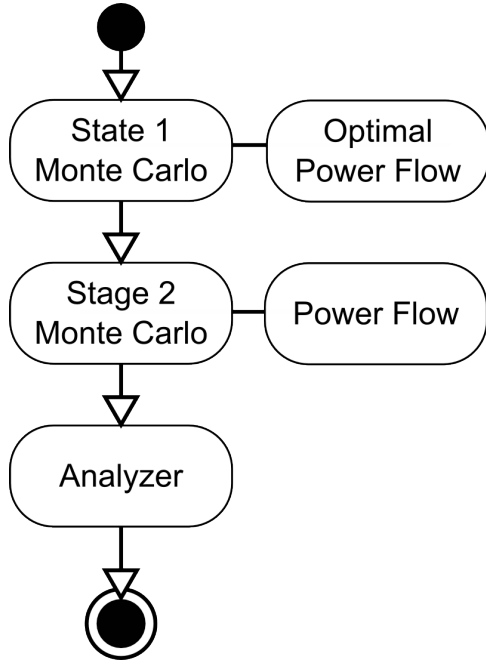 State 1
Monte Carlo
Optimal
Power Flow
Stage 2
Monte Carlo
Power Flow
Analyzer